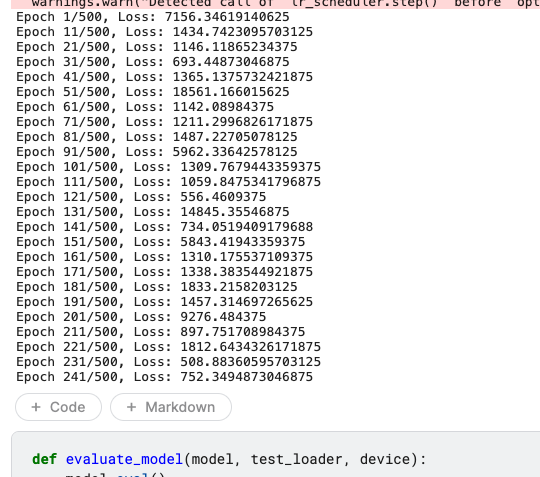 warnings.warn("Detected call of `lr_scheduler.step()` before `opt
Epoch 1/500, Loss: 7156.34619140625
Epoch 11/500, Loss: 1434.7423095703125
Epoch 21/500, Loss: 1146.11865234375
Epoch 31/500, Loss: 693.44873046875
Epoch 41/500, Loss: 1365.1375732421875
Epoch 51/500, Loss: 18561.166015625
Epoch 61/500, Loss: 1142.08984375
Epoch 71/500, Loss: 1211.2996826171875
Epoch 81/500, Loss: 1487.22705078125
Epoch 91/500, Loss: 5962.33642578125
Epoch 101/500, Loss: 1309.7679443359375
Epoch 111/500, Loss: 1059.8475341796875
Epoch 121/500, Loss: 556.4609375
Epoch 131/500, Loss: 14845.35546875
Epoch 141/500, Loss: 734.0519409179688
Epoch 151/500, Loss: 5843.41943359375
Epoch 161/500, Loss: 1310.175537109375
Epoch 171/500, Loss: 1338.383544921875
Epoch 181/500, Loss: 1833.2158203125
Epoch 191/500, Loss: 1457.314697265625
Epoch 201/500, Loss: 9276.484375
Epoch 211/500, Loss: 897.751708984375
Epoch 221/500, Loss: 1812.6434326171875
Epoch 231/500, Loss: 508.88360595703125
Epoch 241/500, Loss: 752.3494873046875
+ Code + Markdown
def evaluate_model(model, test_loader, device):
model.eval()